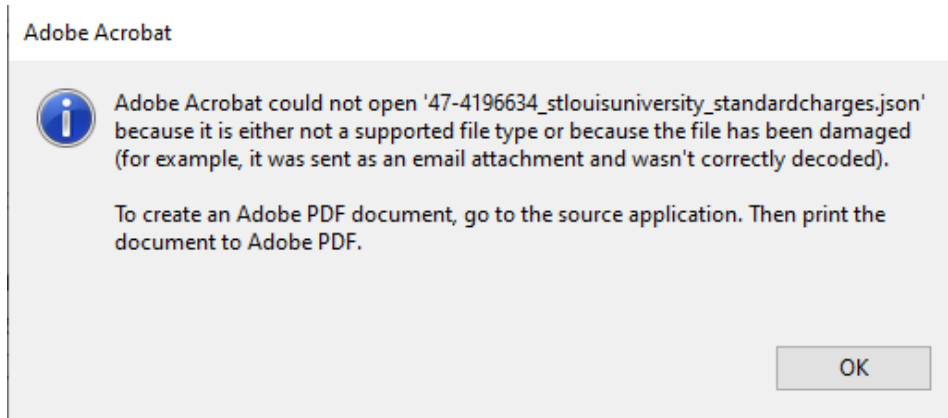 Adobe Acrobat
Adobe Acrobat could not open '47-4196634_stlouisuniversity_standardcharges.json'
because it is either not a supported file type or because the file has been damaged
(for example, it was sent as an email attachment and wasn't correctly decoded).
To create an Adobe PDF document, go to the source application. Then print the
document to Adobe PDF.
OK